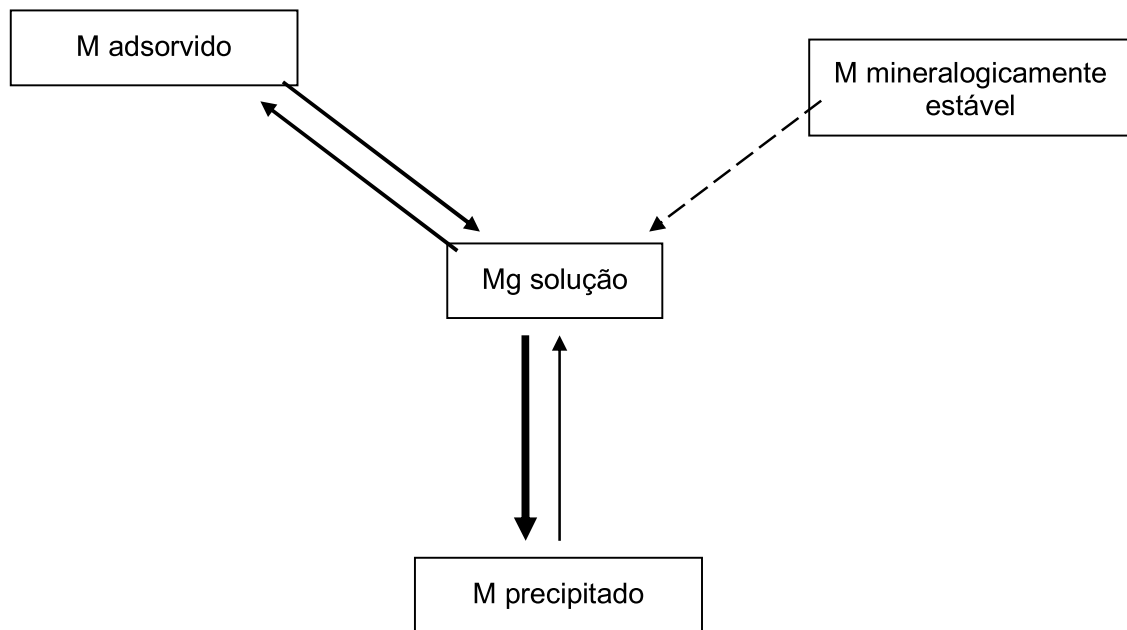 M adsorvido
M mineralogicamente
estável
Mg solução
M precipitado